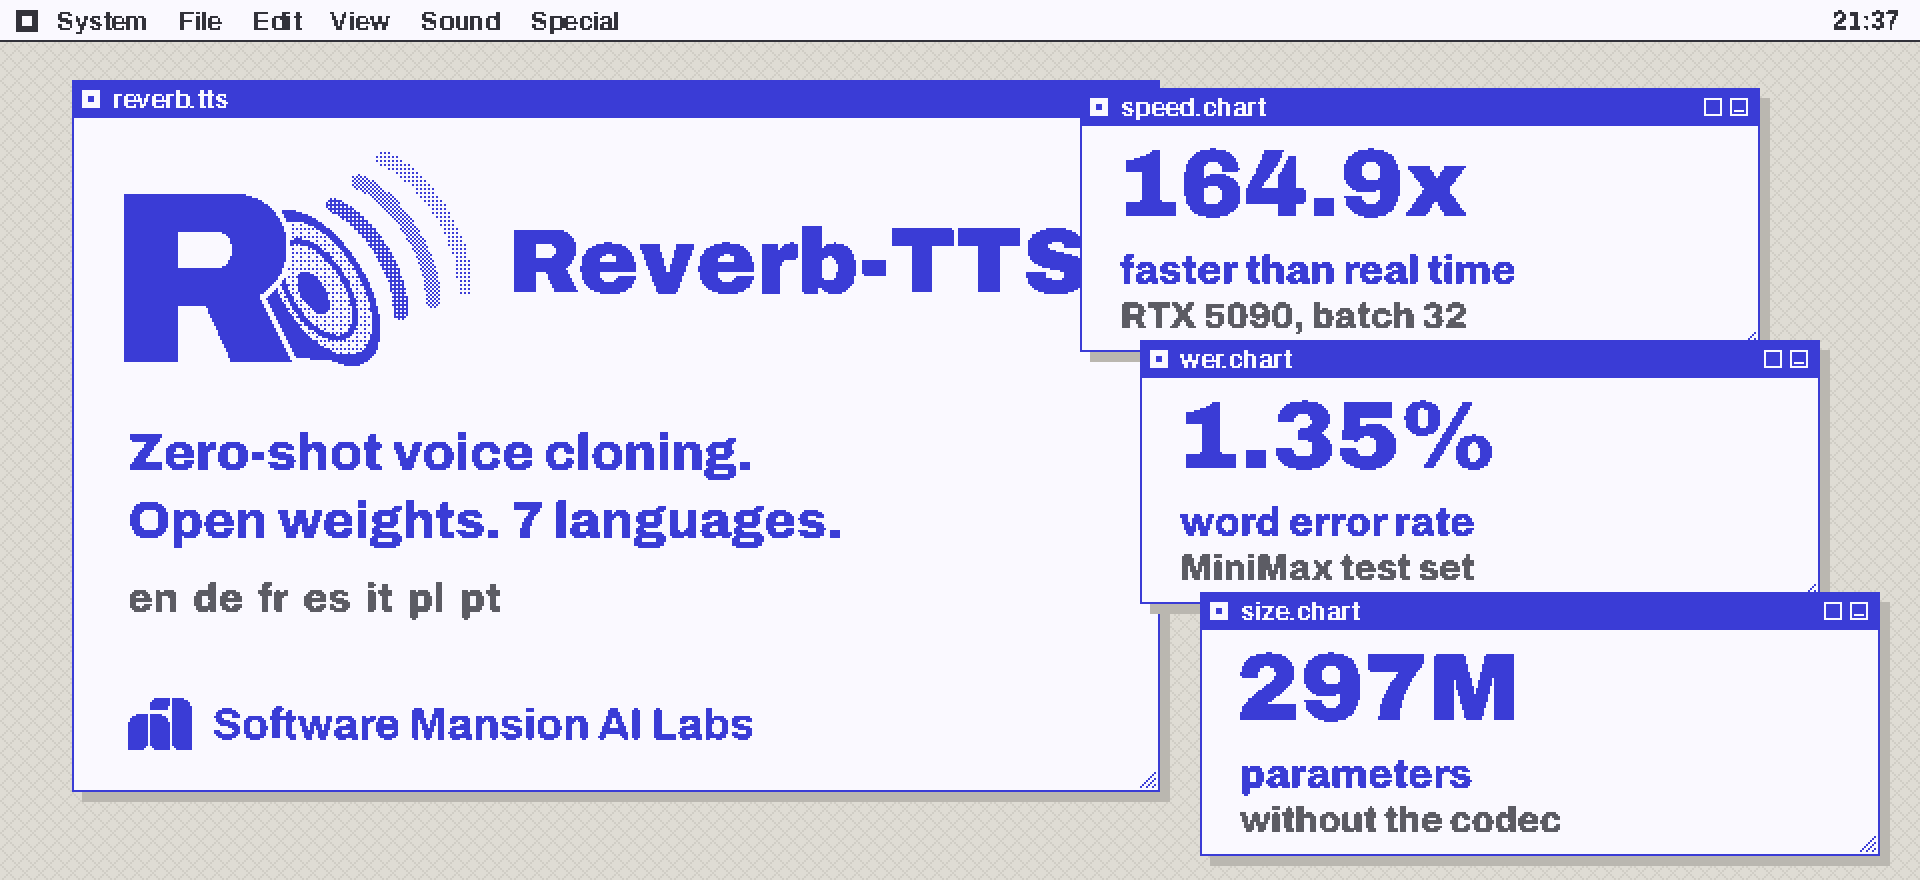 System File Edit View Sound Special 21:37
reverb.tts
Reverb-TTS
Zero-shot voice cloning.
Open weights. 7 languages.
en de fr es it pl pt
Software Mansion AI Labs
speed.chart
164.9x
faster than real time
RTX 5090, batch 32
wer.chart
1.35%
word error rate
MiniMax test set
size.chart
297M
parameters
without the codec